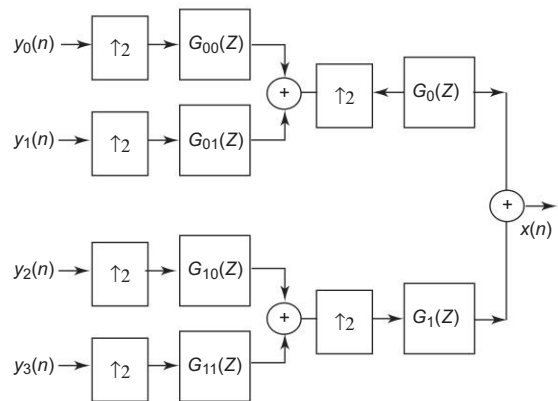 y0(n) ↑2 G00(Z)
+ ↑2 G0(Z)
y1(n) ↑2 G01(Z)
+
x(n)
y2(n) ↑2 G10(Z)
+ ↑2 G1(Z)
y3(n) ↑2 G11(Z)